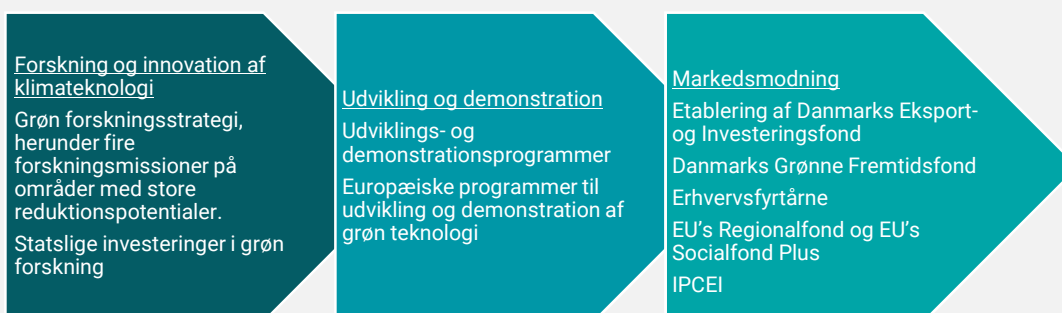 Forskning og innovation af
klimateknologi
Grøn forskningsstrategi,
herunder fire
forskningsmissioner på
områder med store
reduktionspotentialer.
Statslige investeringer i grøn
forskning
Udvikling og demonstration
Udviklings- og
demonstrationsprogrammer
Europæiske programmer til
udvikling og demonstration af
grøn teknologi
Markedsmodning
Etablering af Danmarks Eksport-
og Investeringsfond
Danmarks Grønne Fremtidsfond
Erhvervsfyrtårne
EU's Regionalfond og EU's
Socialfond Plus
IPCEI